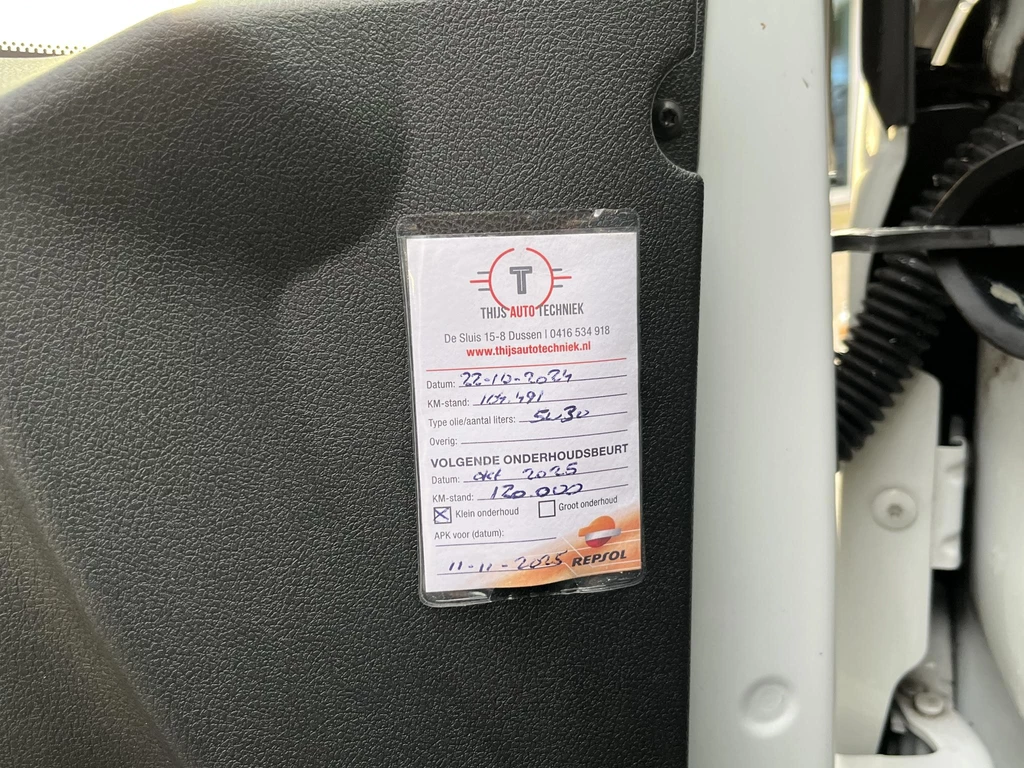 T
THIJS AUTO TECHNIEK
De Sluis 15-8 Dussen | 0416 534 918
www.thijsautotechniek.nl
Datum: 22-10-2024
KM-stand: 104.491
Type olie/aantal liters: 5w30
Overig:
VOLGENDE ONDERHOUDSBEURT
Datum: okt 2025
KM-stand: 120.000
Klein onderhoud Groot onderhoud
APK voor (datum):
11-11-2025 REPSOL